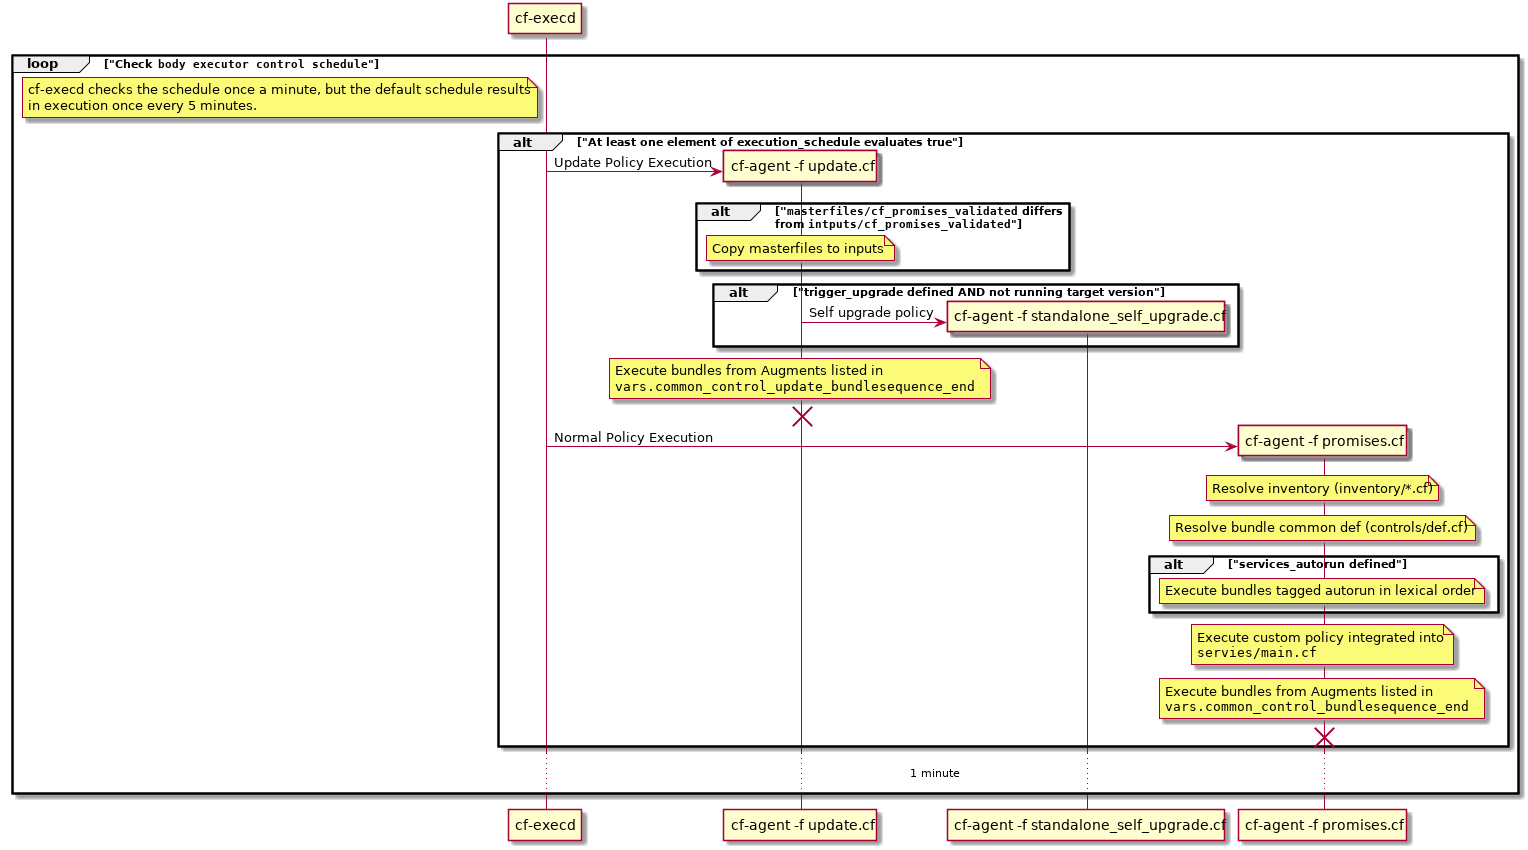 cf-execd
loop ["Check body executor control schedule"]
cf-execd checks the schedule once a minute, but the default schedule results
in execution once every 5 minutes.
alt ["At least one element of execution_schedule evaluates true"]
Update Policy Execution
cf-agent -f update.cf
alt ["masterfiles/cf_promises_validated differs
from intputs/cf_promises_validated"]
Copy masterfiles to inputs
alt ["trigger_upgrade defined AND not running target version"]
Self upgrade policy
cf-agent -f standalone_self_upgrade.cf
Execute bundles from Augments listed in
vars.common_control_update_bundlesequence_end
Normal Policy Execution
cf-agent -f promises.cf
Resolve inventory (inventory/*.cf)
Resolve bundle common def (controls/def.cf)
alt ["services_autorun defined"]
Execute bundles tagged autorun in lexical order
Execute custom policy integrated into
servies/main.cf
Execute bundles from Augments listed in
vars.common_control_bundlesequence_end
1 minute
cf-execd
cf-agent -f update.cf
cf-agent -f standalone_self_upgrade.cf
cf-agent -f promises.cf